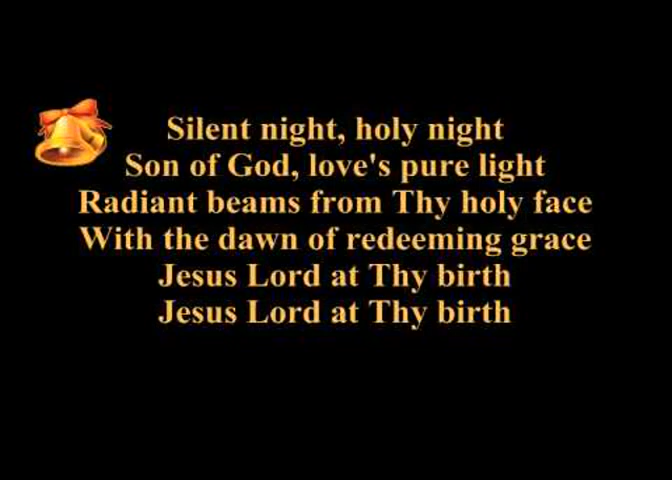 Silent night, holy night
Son of God, love's pure light
Radiant beams from Thy holy face
With the dawn of redeeming grace
Jesus Lord at Thy birth
Jesus Lord at Thy birth